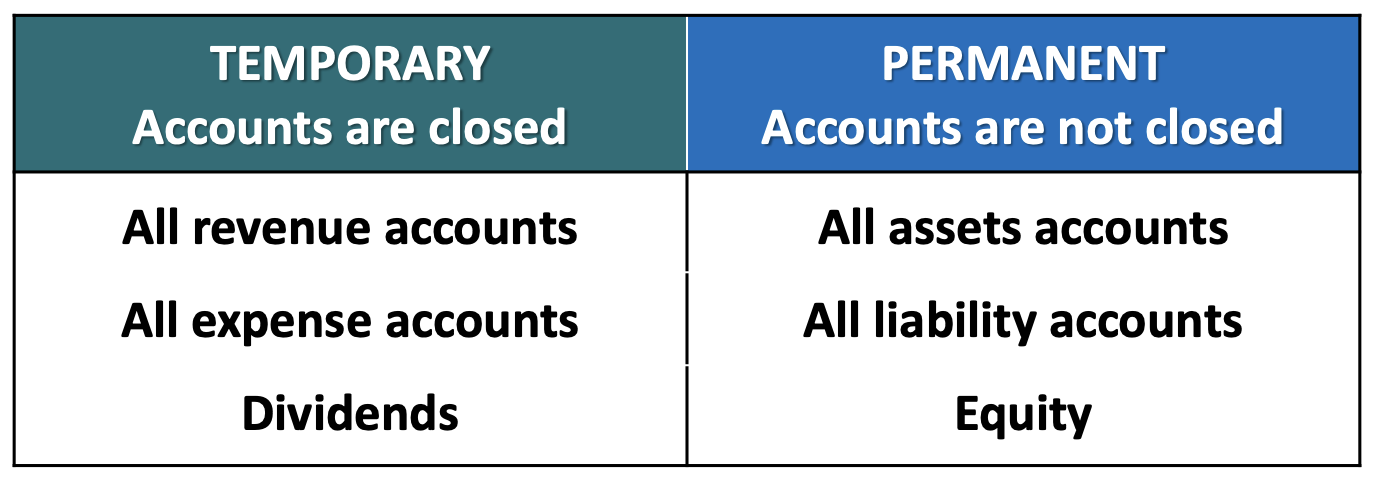 TEMPORARY
Accounts are closed
PERMANENT
Accounts are not closed
All revenue accounts
All assets accounts
All expense accounts
All liability accounts
Dividends
Equity